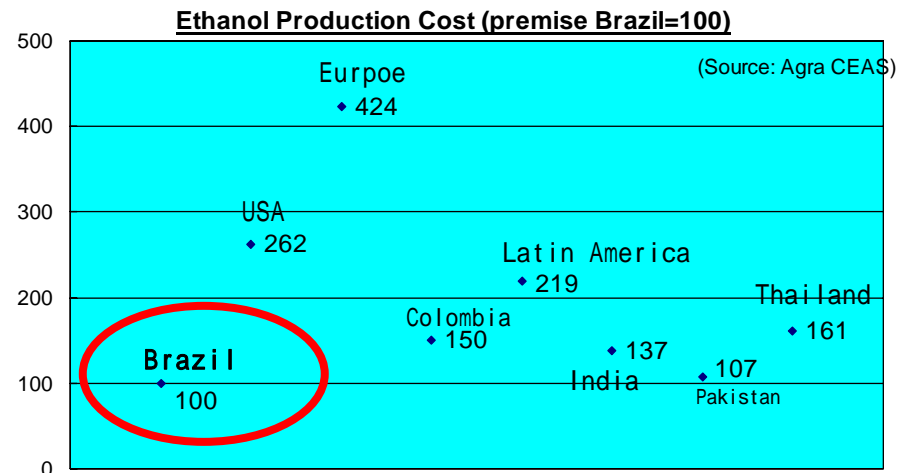 Ethanol Production Cost (premise Brazil=100)
500
(Source: Agra CEAS)
Eurpoe
424
400
300
USA
262
Latin America
219
200
Thailand
161
Colombia
150
Brazil
100
137
India
107
Pakistan
100
0